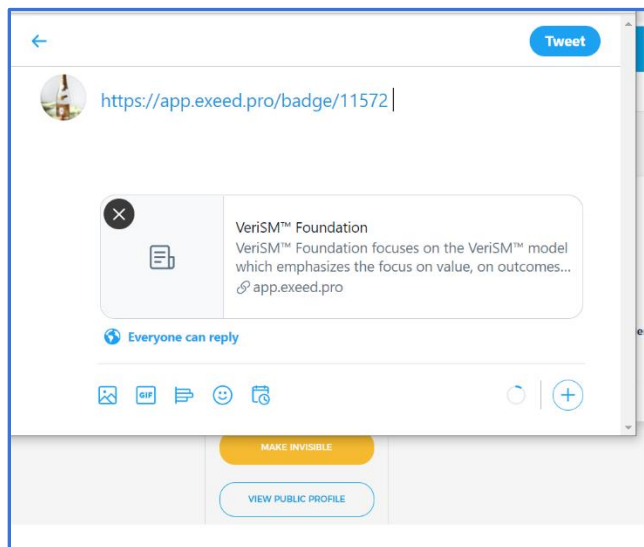 Tweet
https://app.exeed.pro/badge/11572
VeriSM™ Foundation
VeriSM™ Foundation focuses on the VeriSM™ model
which emphasizes the focus on value, on outcomes...
app.exeed.pro
Everyone can reply
GIF
MAKE INVISIBLE
VIEW PUBLIC PROFILE